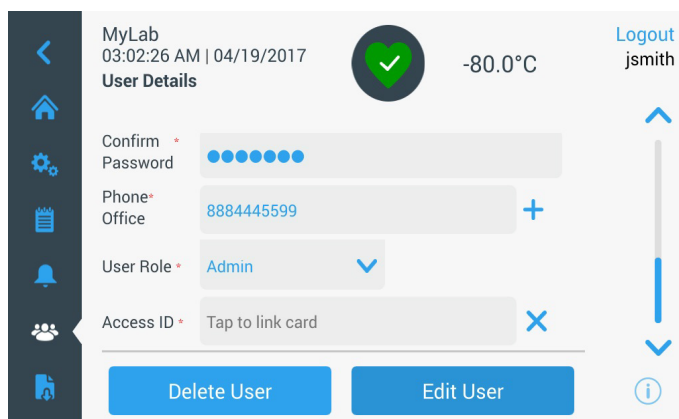 MyLab
03:02:26 AM | 04/19/2017
User Details
-80.0°C
Logout
jsmith
Confirm *
Password
●●●●●●●
Phone*
Office
8884445599
User Role *
Admin
Access ID *
Tap to link card
Delete User
Edit User